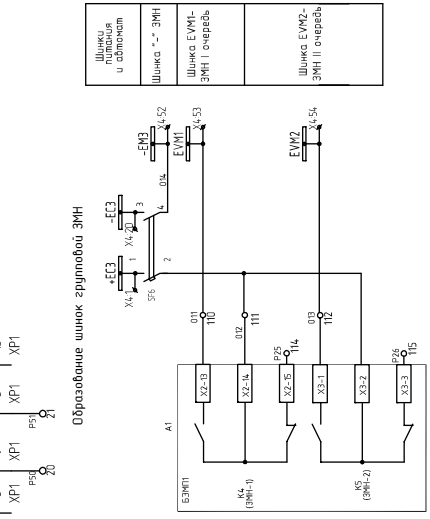 Шинки
питания
и автомат
Шинка "-" ЗМН
Шинка EVM1-
ЗМН I очередь
Шинка EVM2-
ЗМН II очередь
Образование шинок групповой ЗМН
+EC3
X4-1
-EC3
X4-20
-EM3
X4-52
EVM1
X4-53
EVM2
X4-54
1
2
3
4
SF6
014
011
110
012
111
P25
114
013
112
P26
115
A1
X2-13
X2-14
X2-15
X3-1
X3-2
X3-3
БЭМП1
K4
(ЗМН-1)
K5
(ЗМН-2)
XP1
XP1
XP1
XP1
P51
21
P50
20